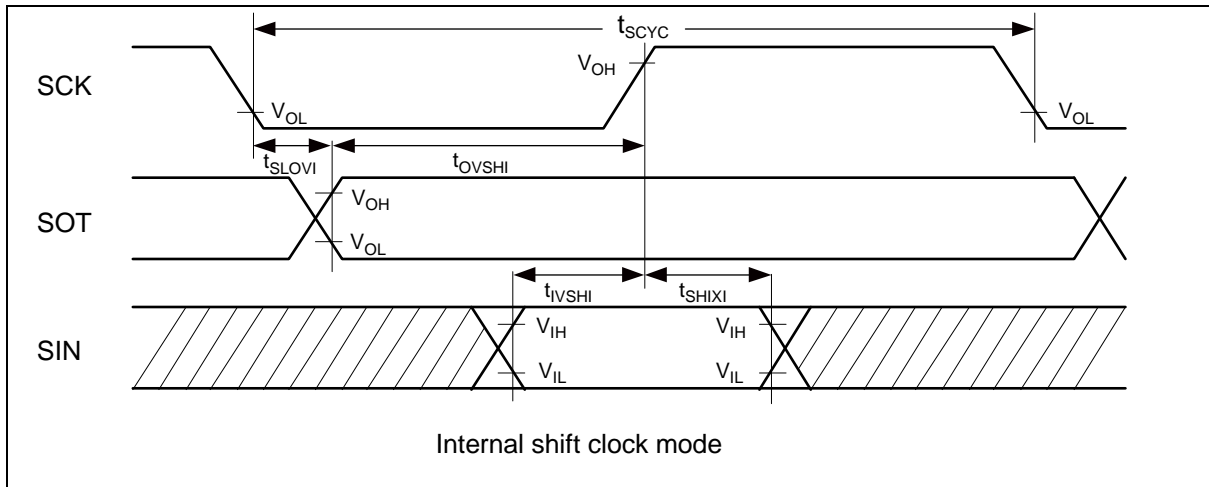 tSCYC
SCK
VOH
VOL
VOL
tSLOVI
tOVSHI
SOT
VOH
VOL
tIVSHI
tSHIXI
SIN
VIH
VIH
VIL
VIL
Internal shift clock mode